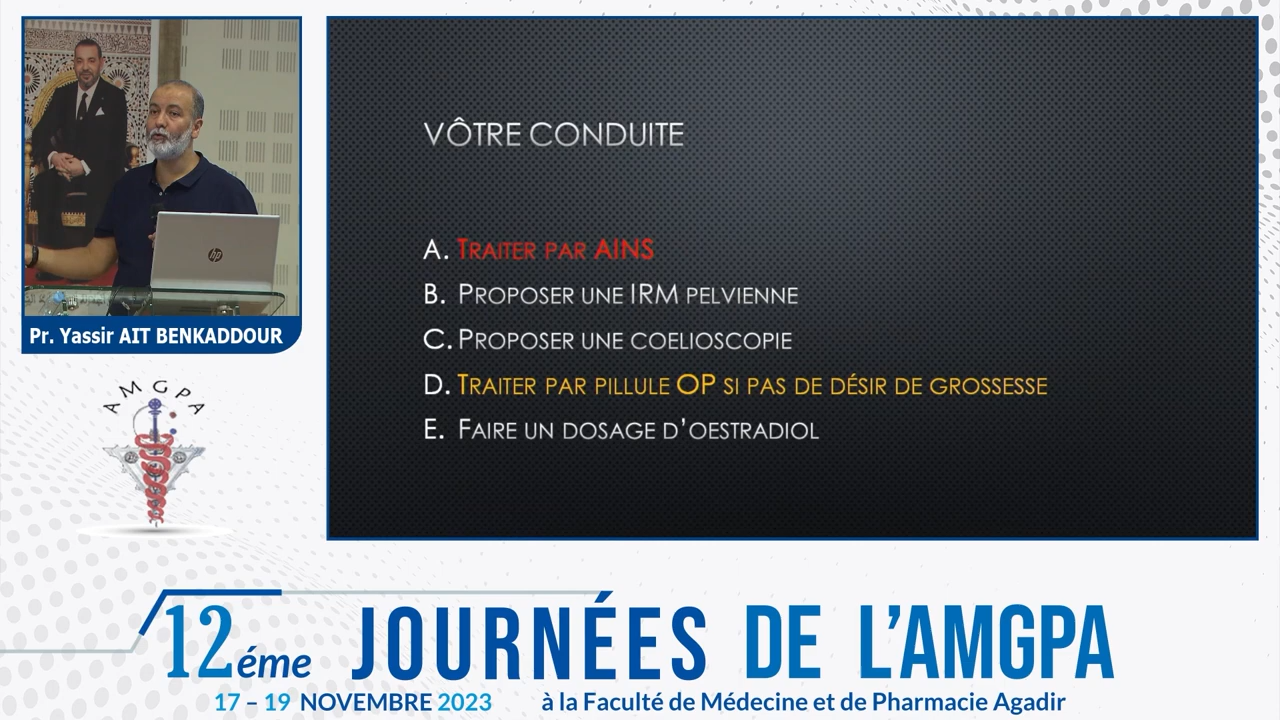 VÔTRE CONDUITE
A. TRAITER PAR AINS
B. PROPOSER UNE IRM PELVIENNE
C. PROPOSER UNE COELIOSCOPIE
D. TRAITER PAR PILLULE OP SI PAS DE DÉSIR DE GROSSESSE
E. FAIRE UN DOSAGE D'OESTRADIOL
hp
Pr. Yassir AIT BENKADDOUR
AMGPA
12éme JOURNÉES DE L'AMGPA
17 – 19 NOVEMBRE 2023 à la Faculté de Médecine et de Pharmacie Agadir